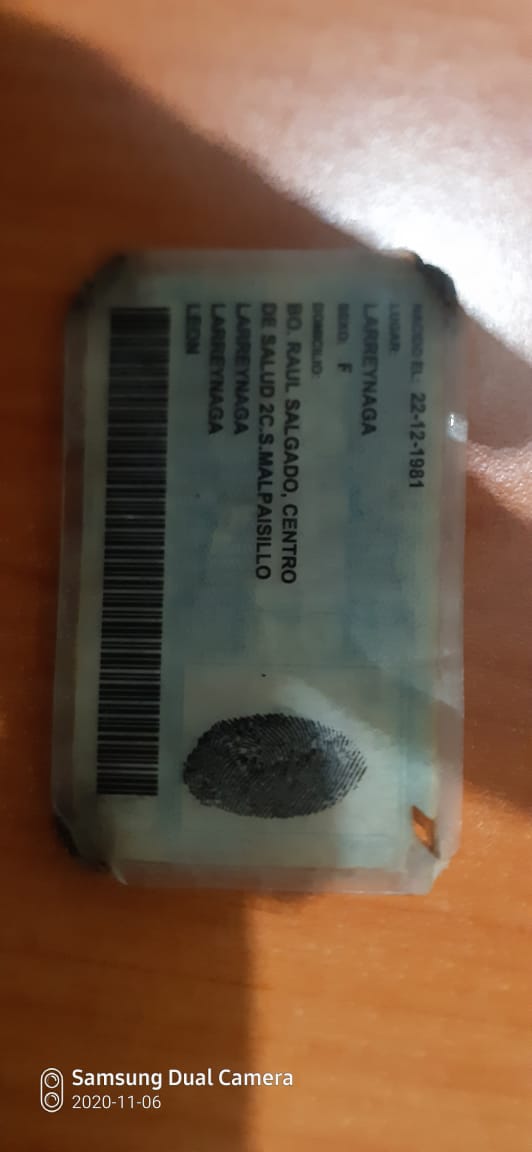 NACIDO EL: 22-12-1981
LUGAR:
LARREYNAGA
SEXO: F
DOMICILIO:
BO. RAUL SALGADO, CENTRO
DE SALUD 2C.S.MALPAISILLO
LARREYNAGA
LARREYNAGA
LEON
Samsung Dual Camera
2020-11-06